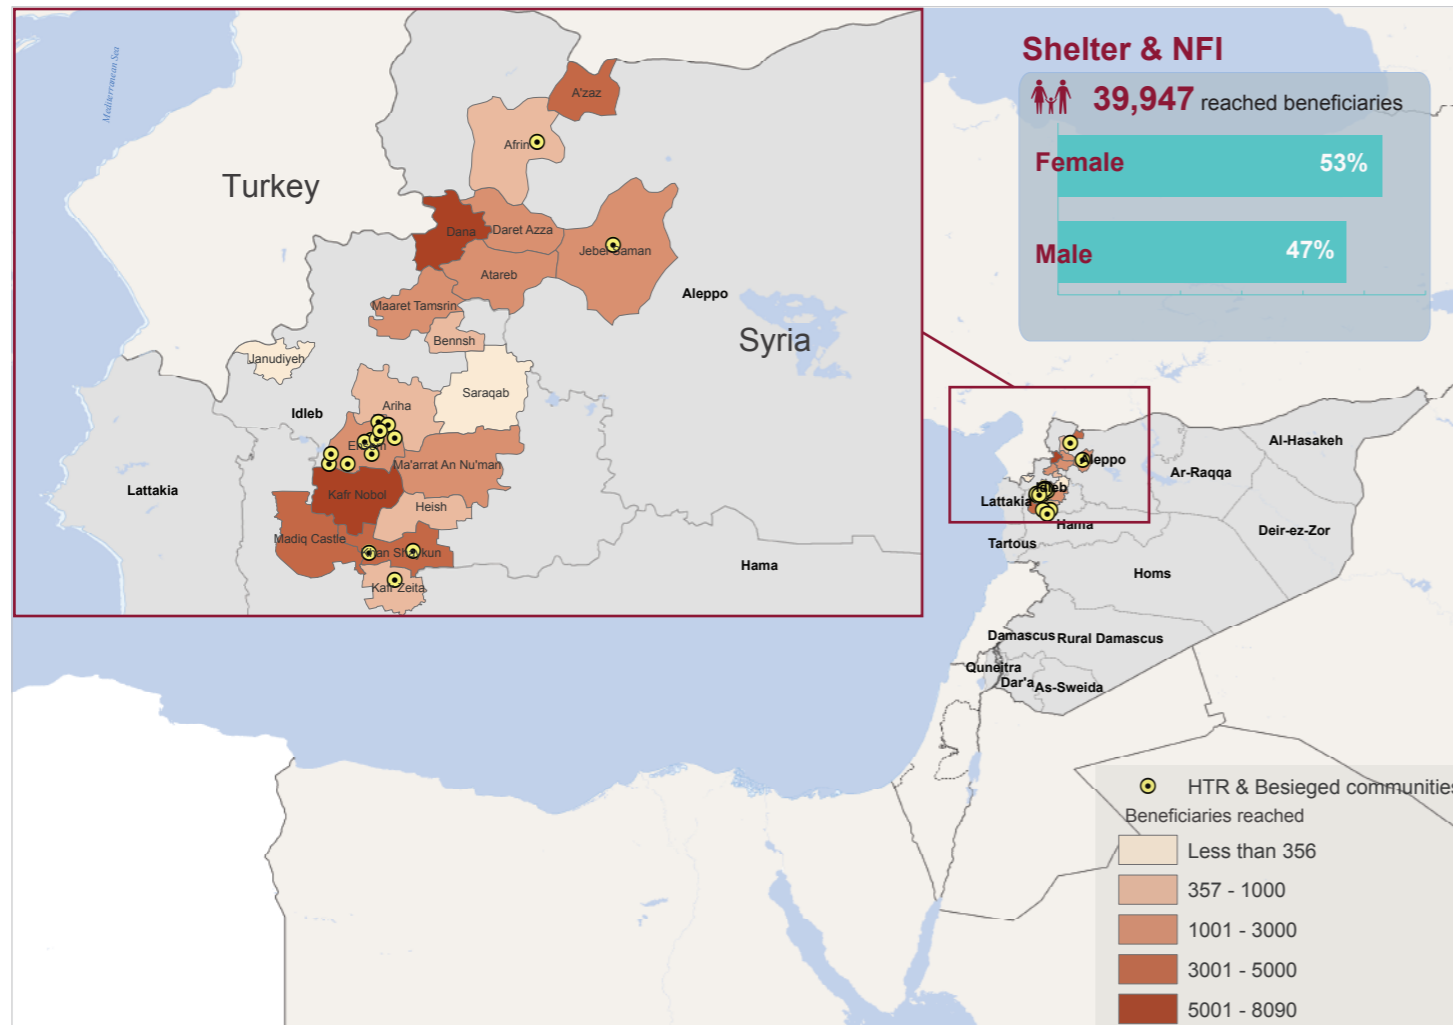 Mediterranean Sea
Turkey
A'zaz
Afrin
Dana
Daret Azza
Jebel Saman
Atareb
Aleppo
Maaret Tamsrin
Bennsh
Syria
Janudiyeh
Saraqab
Idleb
Ariha
Ehsem
Ma'arrat An Nu'man
Lattakia
Kafr Nobol
Heish
Madiq Castle
Khan Shaykun
Hama
Kafr Zeita
Shelter & NFI
39,947 reached beneficiaries
Female
53%
Male
47%
Al-Hasakeh
Aleppo
Ar-Raqqa
Idleb
Lattakia
Hama
Deir-ez-Zor
Tartous
Homs
Damascus
Rural Damascus
Quneitra
Dar'a
As-Sweida
HTR & Besieged communities
Beneficiaries reached
Less than 356
357 - 1000
1001 - 3000
3001 - 5000
5001 - 8090